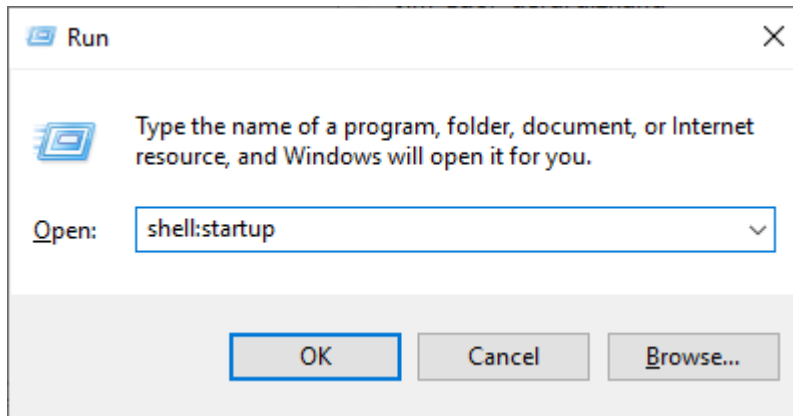 Run
Type the name of a program, folder, document, or Internet
resource, and Windows will open it for you.
Open: shell:startup
OK Cancel Browse...